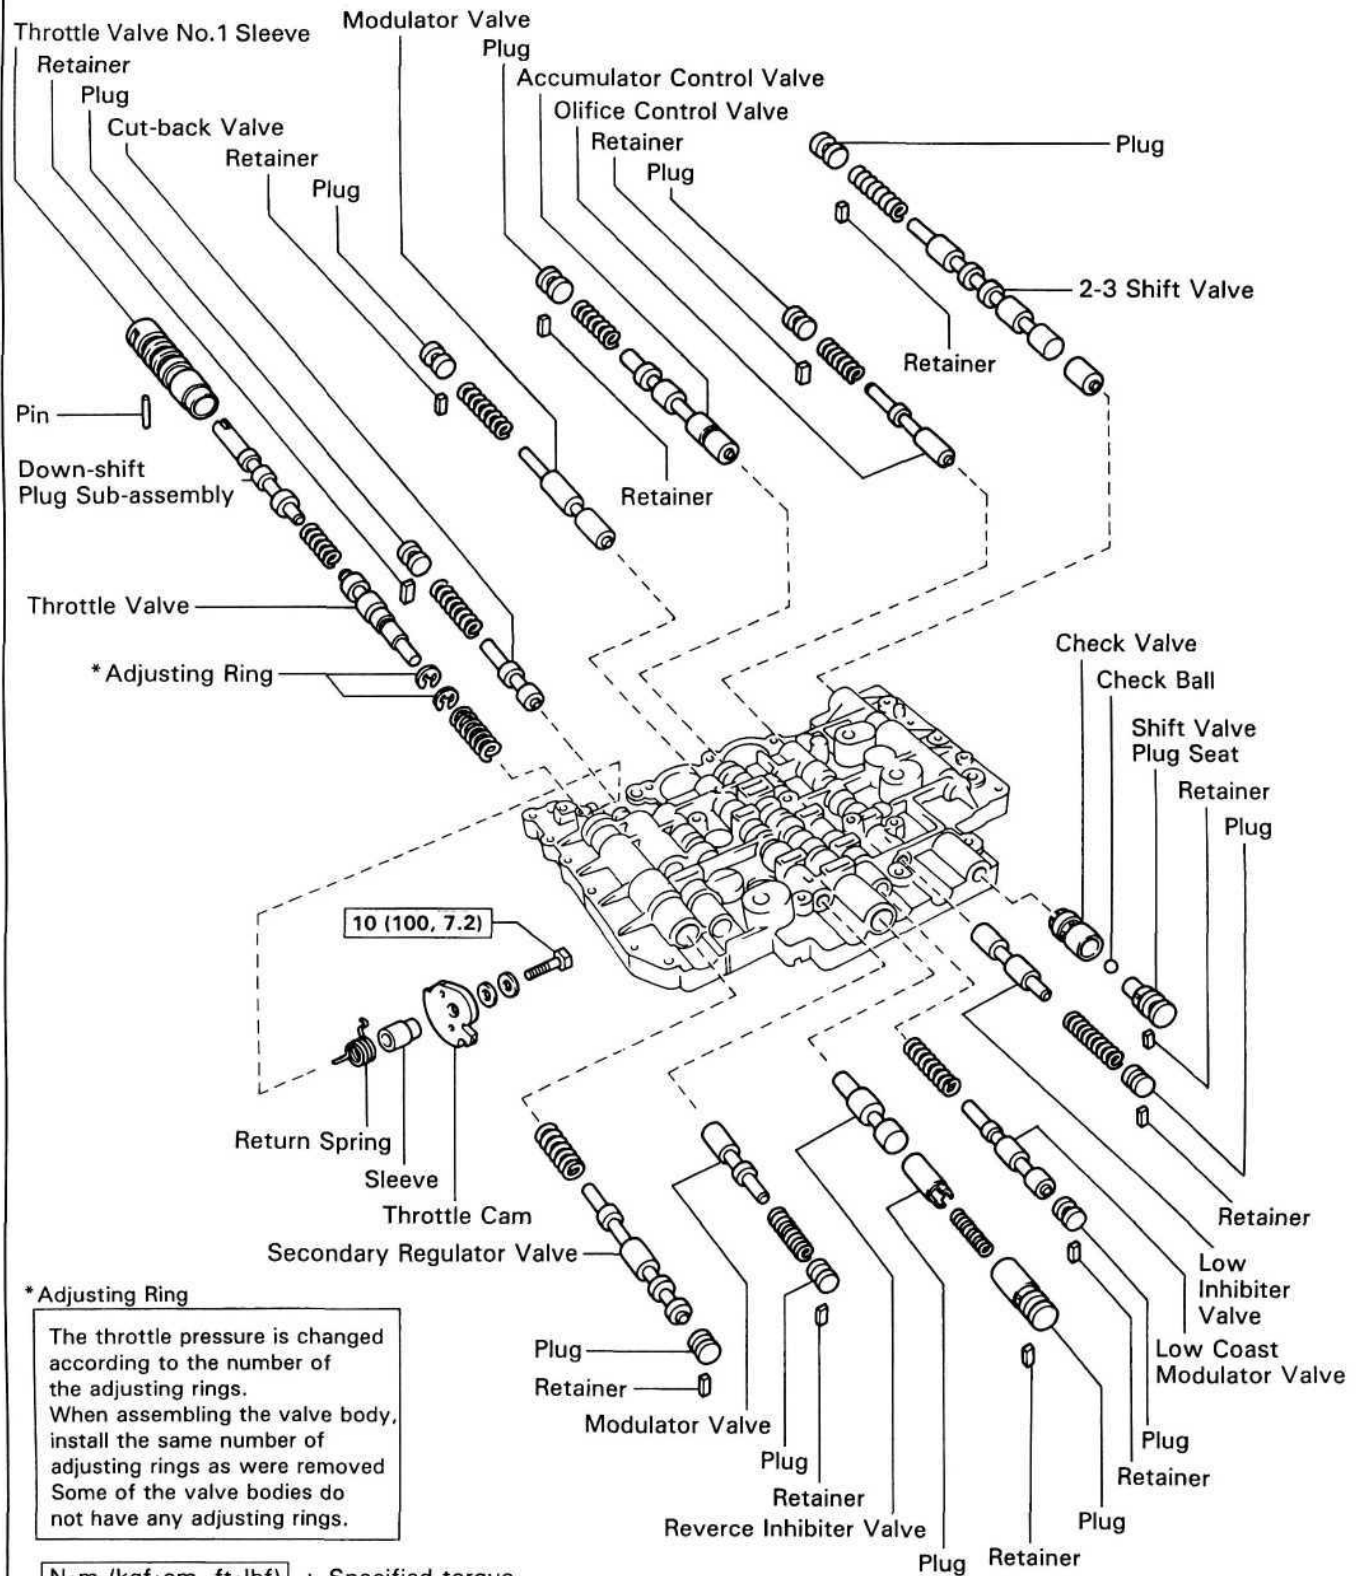 Throttle Valve No.1 Sleeve
Retainer
Plug
Cut-back Valve
Retainer
Plug
Modulator Valve
Plug
Accumulator Control Valve
Olifice Control Valve
Retainer
Plug
Plug
2-3 Shift Valve
Retainer
Retainer
Pin
Down-shift
Plug Sub-assembly
Throttle Valve
*Adjusting Ring
Check Valve
Check Ball
Shift Valve
Plug Seat
Retainer
Plug
10 (100, 7.2)
Return Spring
Sleeve
Throttle Cam
Secondary Regulator Valve
Plug
Retainer
Modulator Valve
Plug
Retainer
Reverce Inhibiter Valve
Plug
Retainer
Plug
Retainer
Plug
Low Coast
Modulator Valve
Low
Inhibiter
Valve
Retainer
*Adjusting Ring
The throttle pressure is changed
according to the number of
the adjusting rings.
When assembling the valve body,
install the same number of
adjusting rings as were removed
Some of the valve bodies do
not have any adjusting rings.
N·m (kgf·cm, ft·lbf) : Specified torque